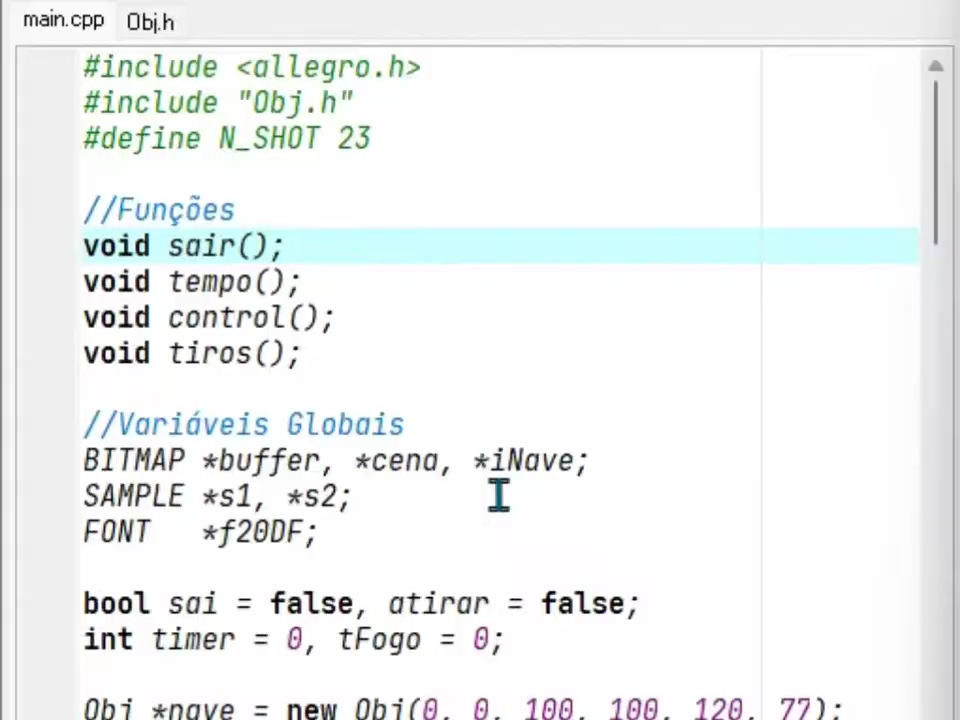 main.cpp Obj.h
#include <allegro.h>
#include "Obj.h"
#define N_SHOT 23
//Funções
void sair();
void tempo();
void control();
void tiros();
//Variáveis Globais
BITMAP *buffer, *cena, *iNave;
SAMPLE *s1, *s2;
FONT   *f20DF;
bool sai = false, atirar = false;
int timer = 0, tFogo = 0;
Obj *nave = new Obj(0, 0, 100, 100, 120, 77);